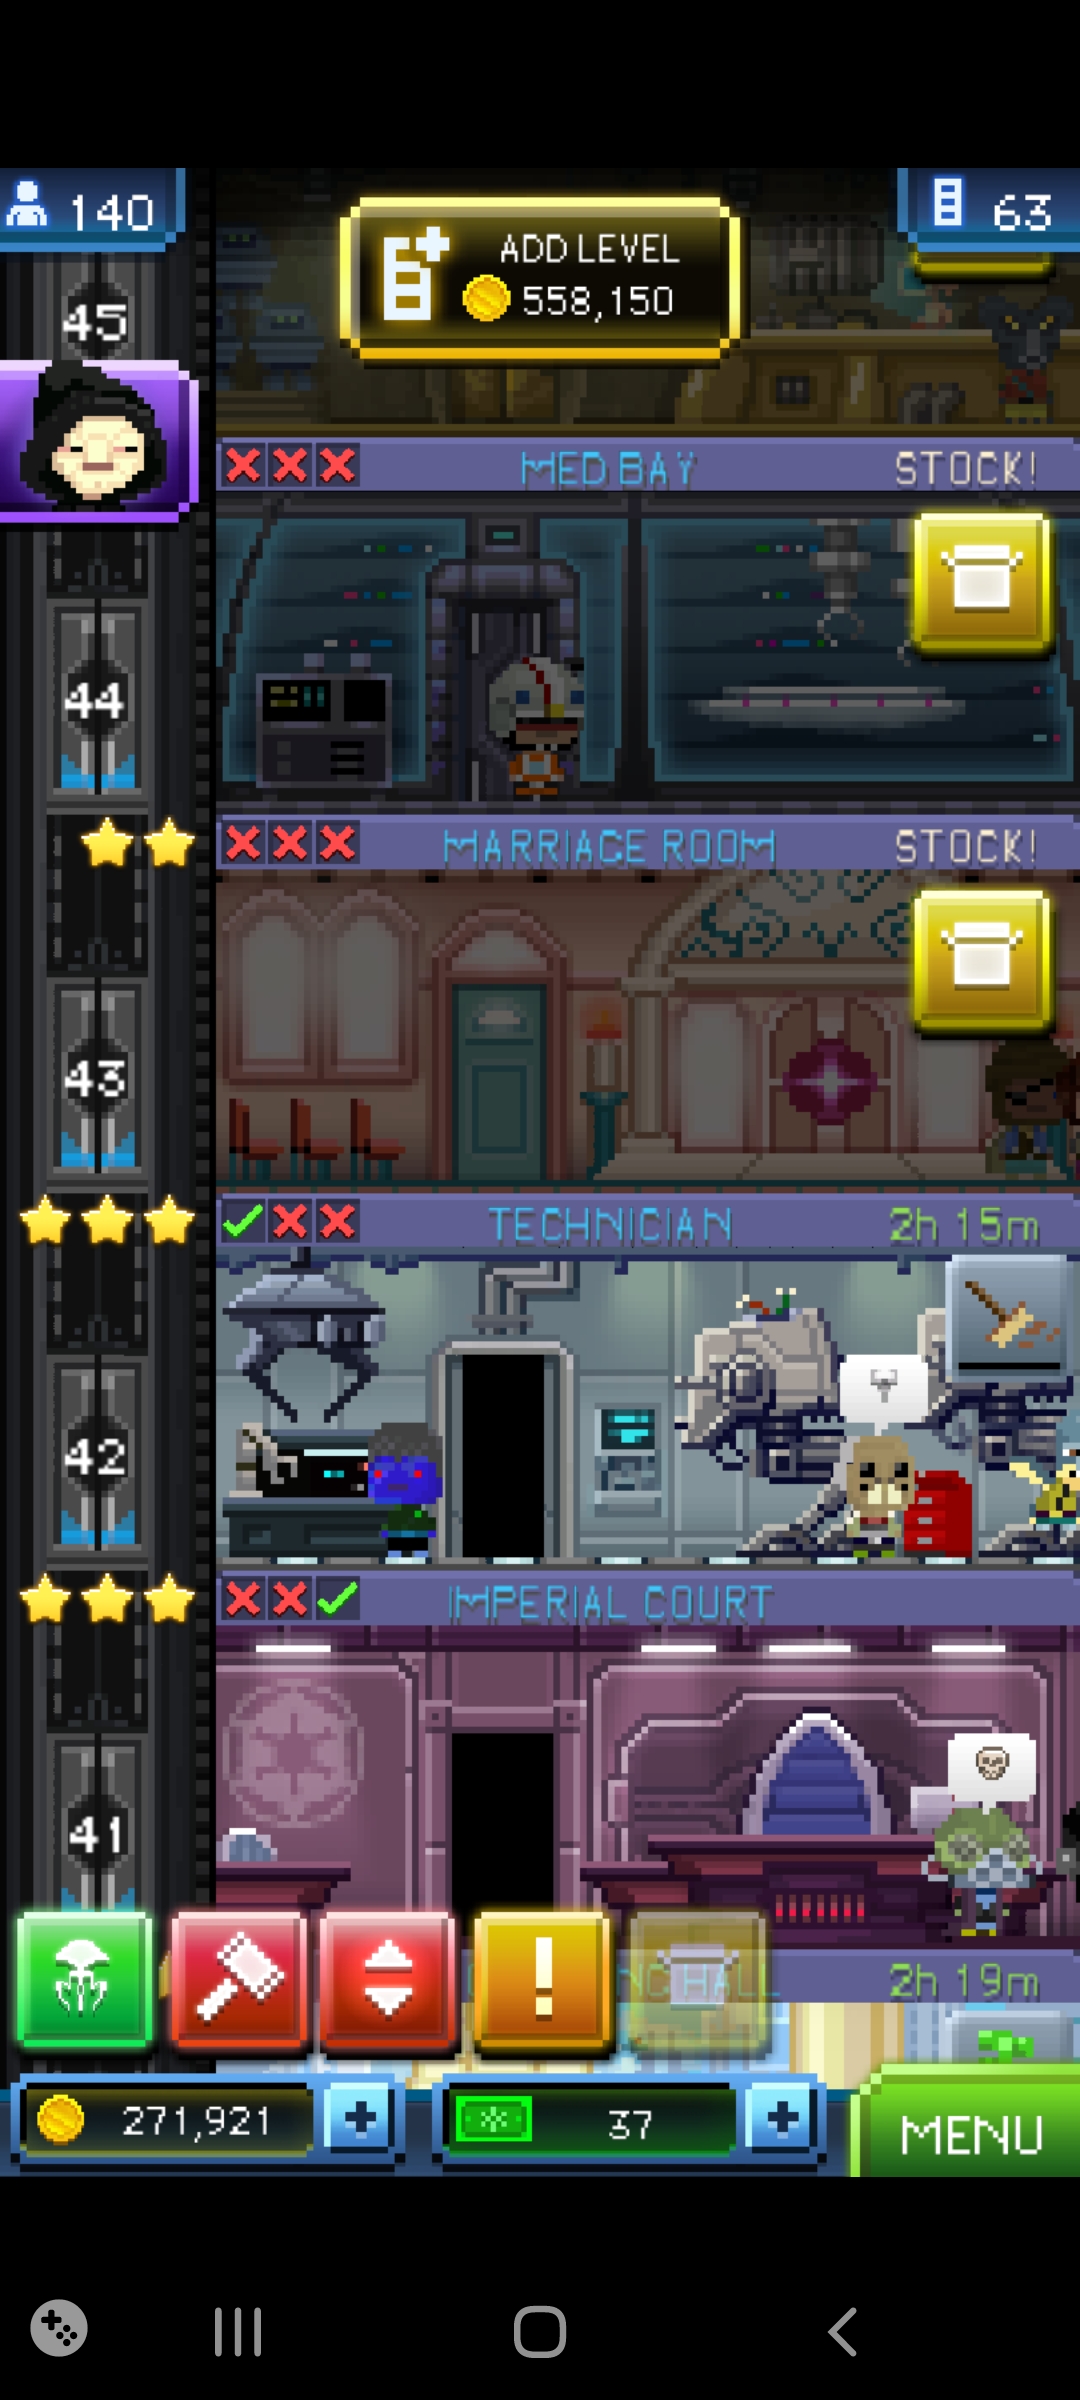 140
ADD LEVEL
558,150
63
45
MED BAY
STOCK!
44
MARRIAGE ROOM
STOCK!
43
TECHNICIAN
2h 15m
42
IMPERIAL COURT
41
HALL
2h 19m
271,921
37
MENU